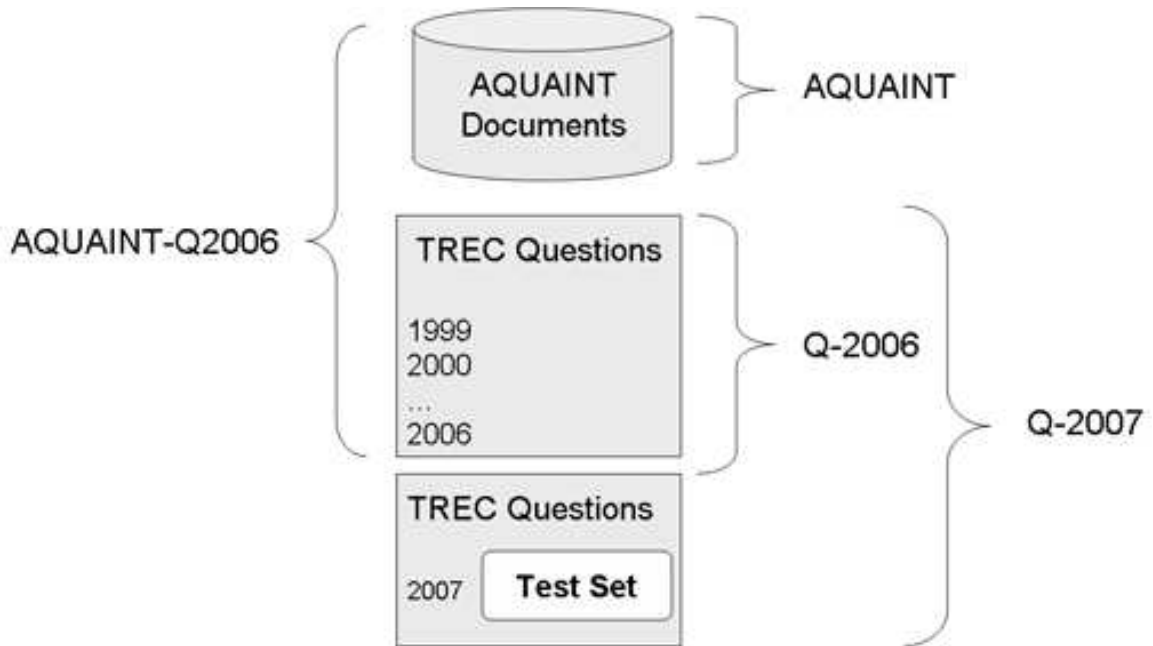 AQUAINT
Documents
AQUAINT
AQUAINT-Q2006
TREC Questions
1999
2000
...
2006
Q-2006
Q-2007
TREC Questions
2007
Test Set